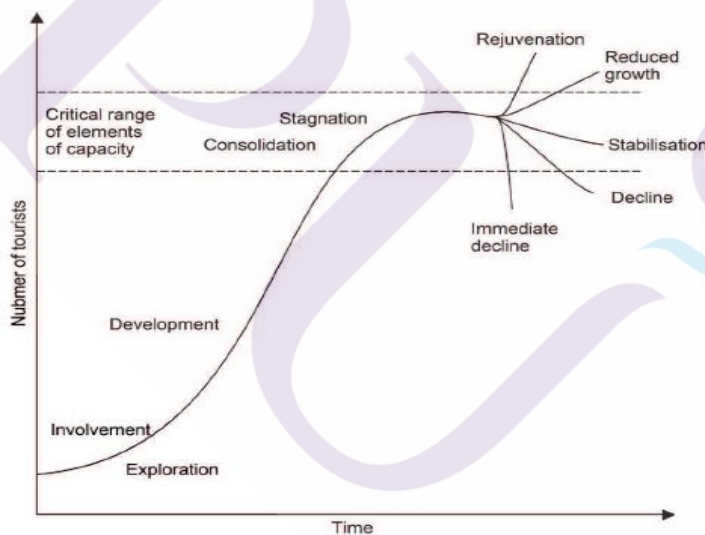 Rejuvenation
Reduced
growth
Critical range
of elements
of capacity
Stagnation
Consolidation
Stabilisation
Decline
Immediate
decline
Nubmer of tourists
Development
Involvement
Exploration
Time